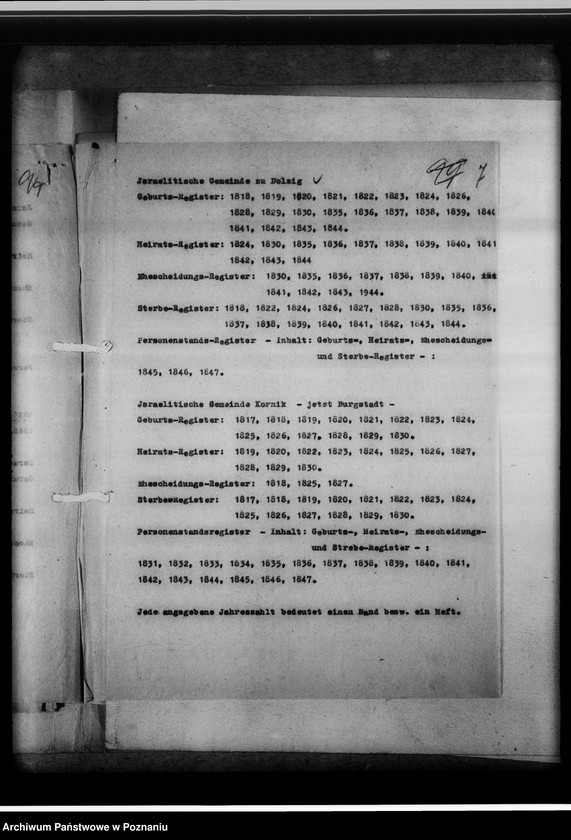 99 7
Israelitische Gemeinde zu Dolzig ✓
Geburts-Register: 1818, 1819, 1820, 1821, 1822, 1823, 1824, 1826,
1828, 1829, 1830, 1835, 1836, 1837, 1838, 1839, 1840
1841, 1842, 1843, 1844.
Heirats-Register: 1824, 1830, 1835, 1836, 1837, 1838, 1839, 1840, 1841
1842, 1843, 1844
Ehescheidungs-Register: 1830, 1835, 1836, 1837, 1838, 1839, 1840,
1841, 1842, 1843, 1944.
Sterbe-Register: 1818, 1822, 1824, 1826, 1827, 1828, 1830, 1835, 1836,
1837, 1838, 1839, 1840, 1841, 1842, 1843, 1844.
Personenstands-Register - Inhalt: Geburts-, Heirats-, Ehescheidungs-
und Sterbe-Register - :
1845, 1846, 1847.
Israelitische Gemeinde Kornik - jetzt Burgstadt -
Geburts-Register: 1817, 1818, 1819, 1820, 1821, 1822, 1823, 1824,
1825, 1826, 1827, 1828, 1829, 1830.
Heirats-Register: 1819, 1820, 1822, 1823, 1824, 1825, 1826, 1827,
1828, 1829, 1830.
Ehescheidungs-Register: 1818, 1825, 1827.
Sterbe-Register: 1817, 1818, 1819, 1820, 1821, 1822, 1823, 1824,
1825, 1826, 1827, 1828, 1829, 1830.
Personenstandsregister - Inhalt: Geburts-, Heirats-, Ehescheidungs-
und Strebe-Register - :
1831, 1832, 1833, 1834, 1835, 1836, 1837, 1838, 1839, 1840, 1841,
1842, 1843, 1844, 1845, 1846, 1847.
Jede angegebene Jahreszahlt bedeutet einen Band bezw. ein Heft.
Archiwum Państwowe w Poznaniu